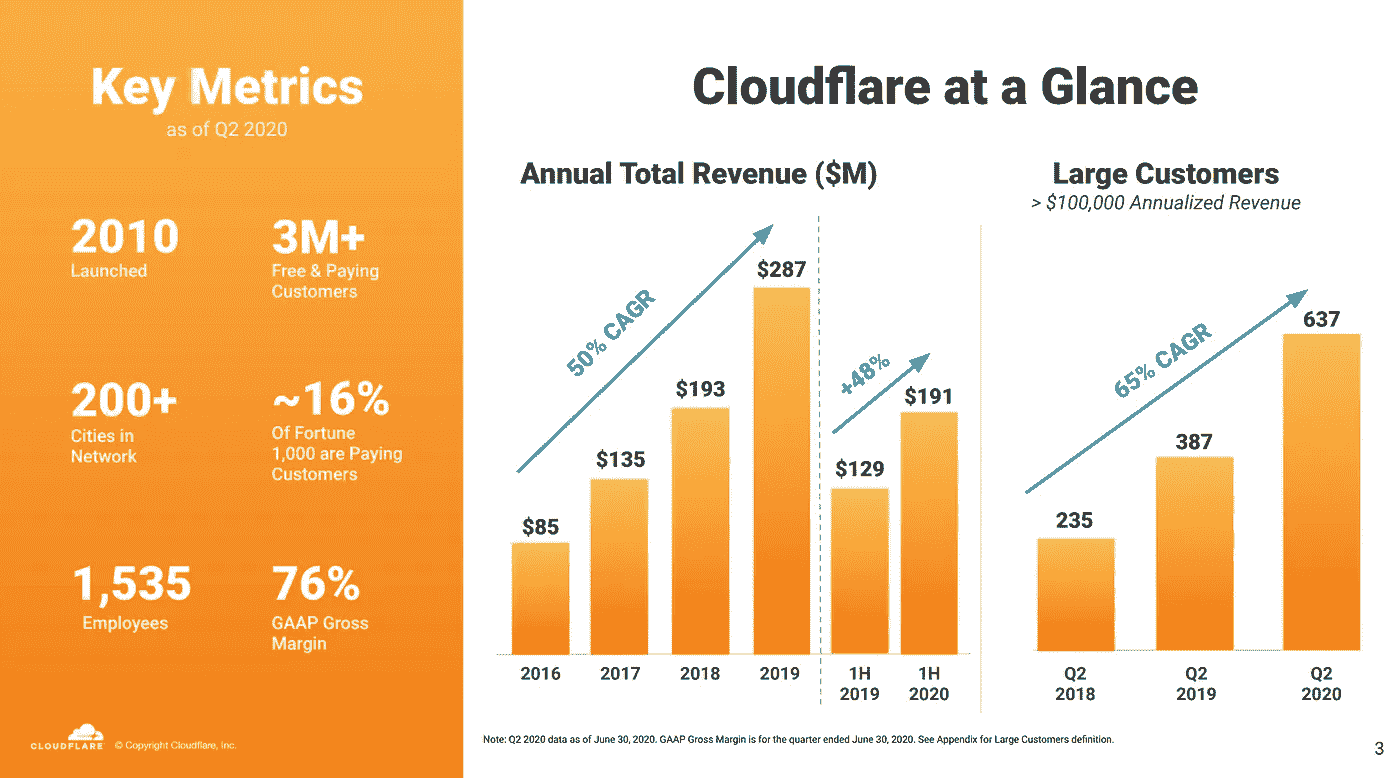 Key Metrics
as of Q2 2020
2010
Launched
3M+
Free & Paying
Customers
200+
Cities in
Network
~16%
Of Fortune
1,000 are Paying
Customers
1,535
Employees
76%
GAAP Gross
Margin
CLOUDFLARE
© Copyright Cloudflare, Inc.
Cloudflare at a Glance
Annual Total Revenue ($M)
50% CAGR
$85
$135
$193
$287
+48%
$129
$191
2016
2017
2018
2019
1H
2019
1H
2020
Large Customers
> $100,000 Annualized Revenue
65% CAGR
235
387
637
Q2
2018
Q2
2019
Q2
2020
Note: Q2 2020 data as of June 30, 2020. GAAP Gross Margin is for the quarter ended June 30, 2020. See Appendix for Large Customers definition.
3